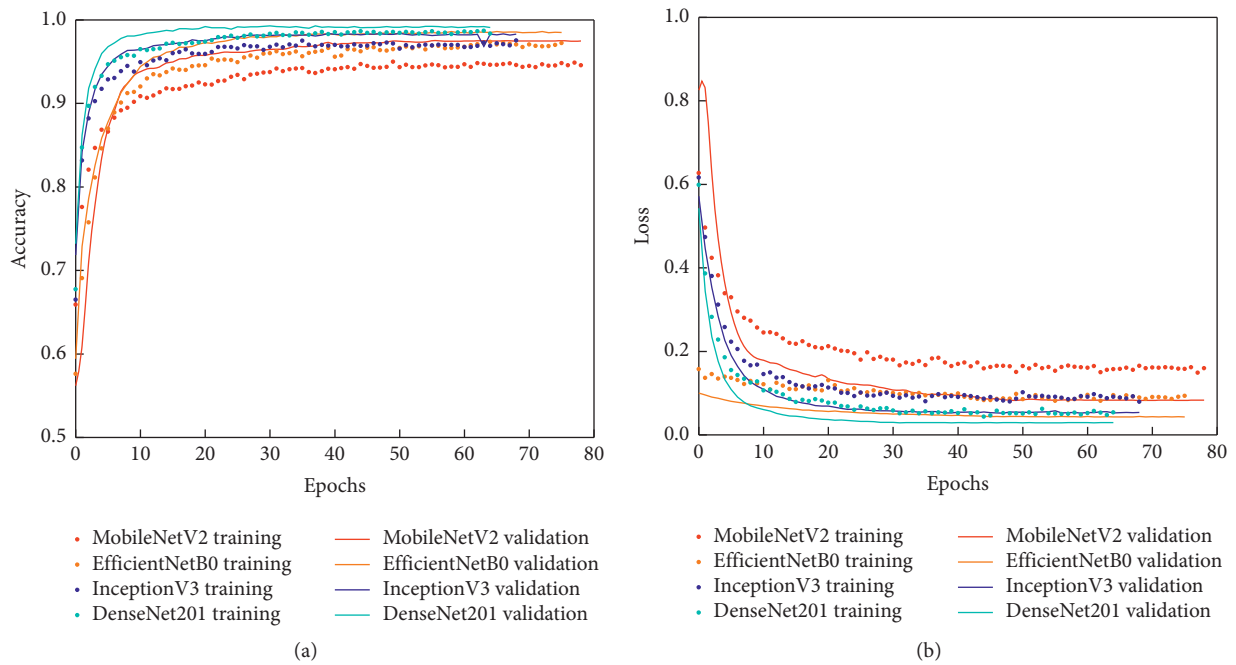 1.0
0.9
0.8
0.7
0.6
0.5
Accuracy
0 10 20 30 40 50 60 70 80
Epochs
MobileNetV2 training
EfficientNetB0 training
InceptionV3 training
DenseNet201 training
MobileNetV2 validation
EfficientNetB0 validation
InceptionV3 validation
DenseNet201 validation
(a)
1.0
0.8
0.6
0.4
0.2
0.0
Loss
0 10 20 30 40 50 60 70 80
Epochs
MobileNetV2 training
EfficientNetB0 training
InceptionV3 training
DenseNet201 training
MobileNetV2 validation
EfficientNetB0 validation
InceptionV3 validation
DenseNet201 validation
(b)